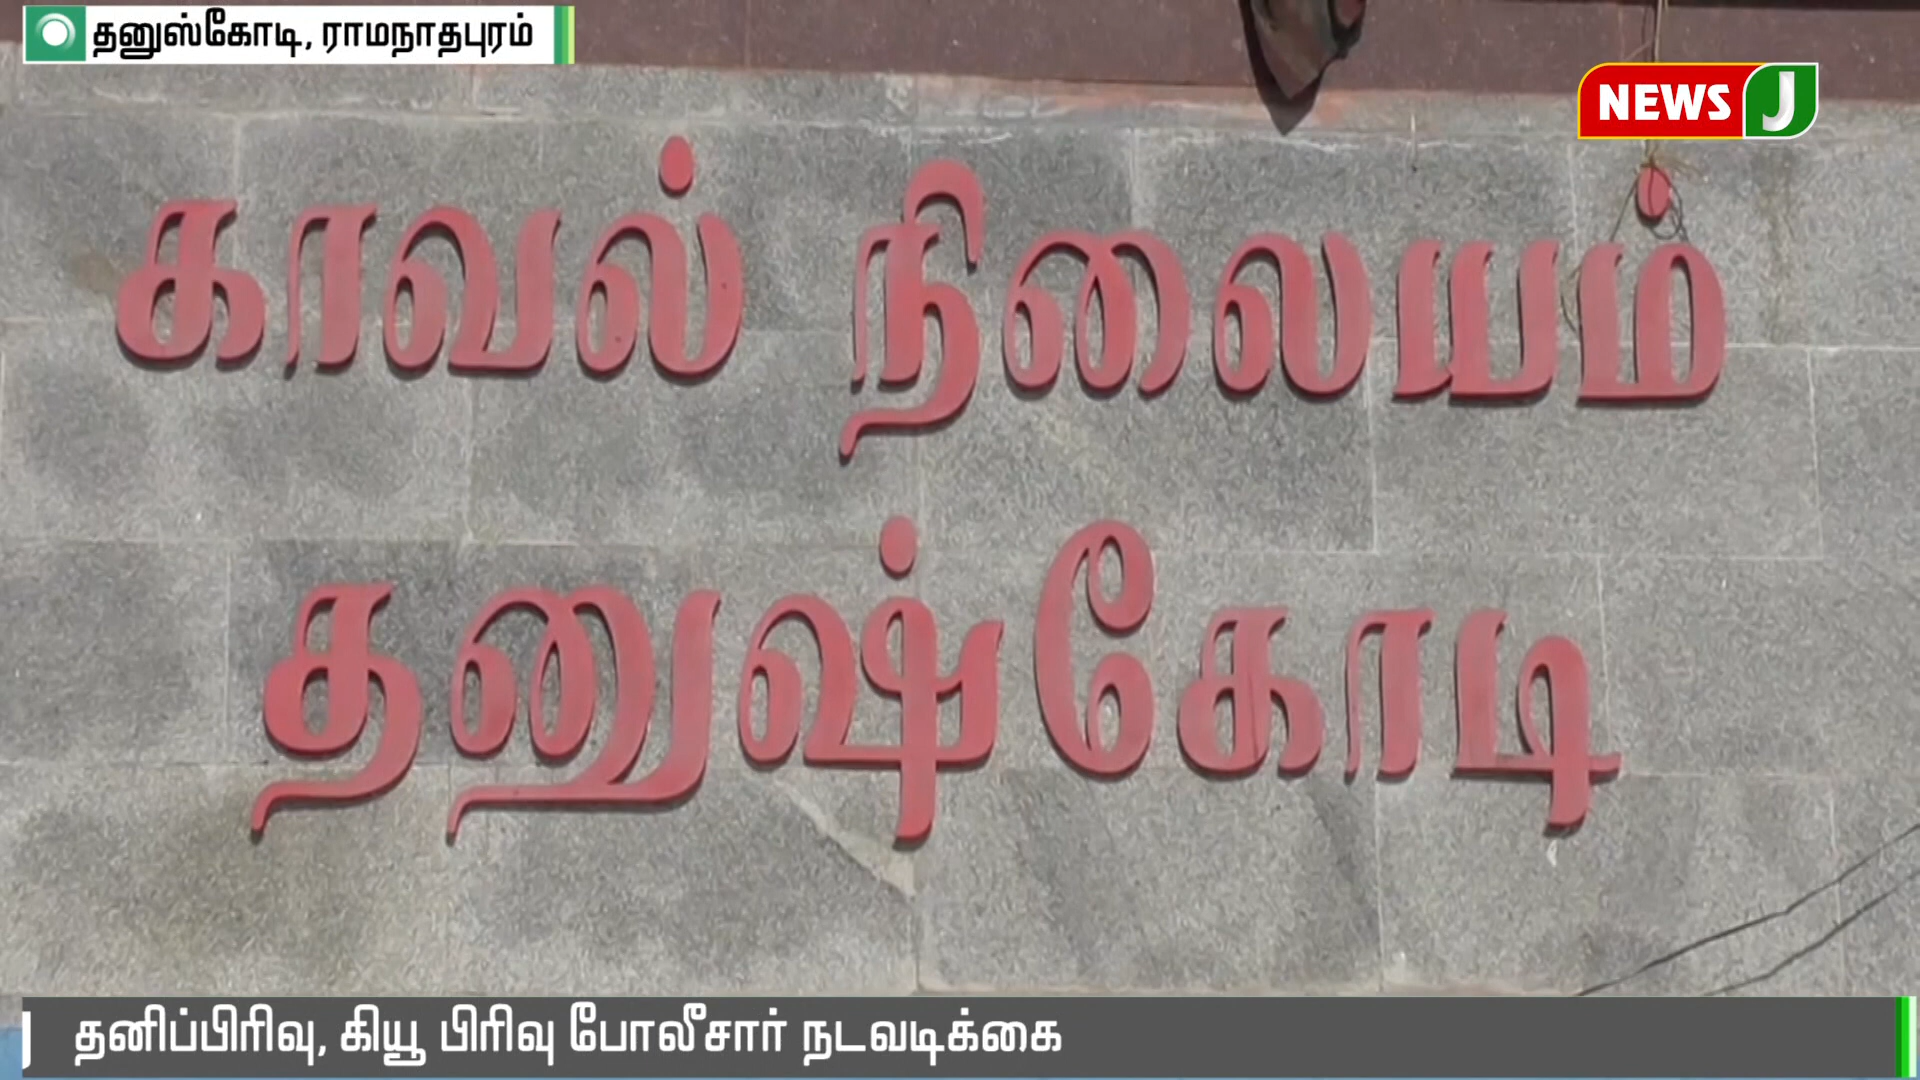 தனுஸ்கோடி, ராமநாதபுரம்
NEWS J
காவல் நிலையம்
தனுஷ்கோடி
தனிப்பிரிவு, கியூ பிரிவு போலீசார் நடவடிக்கை